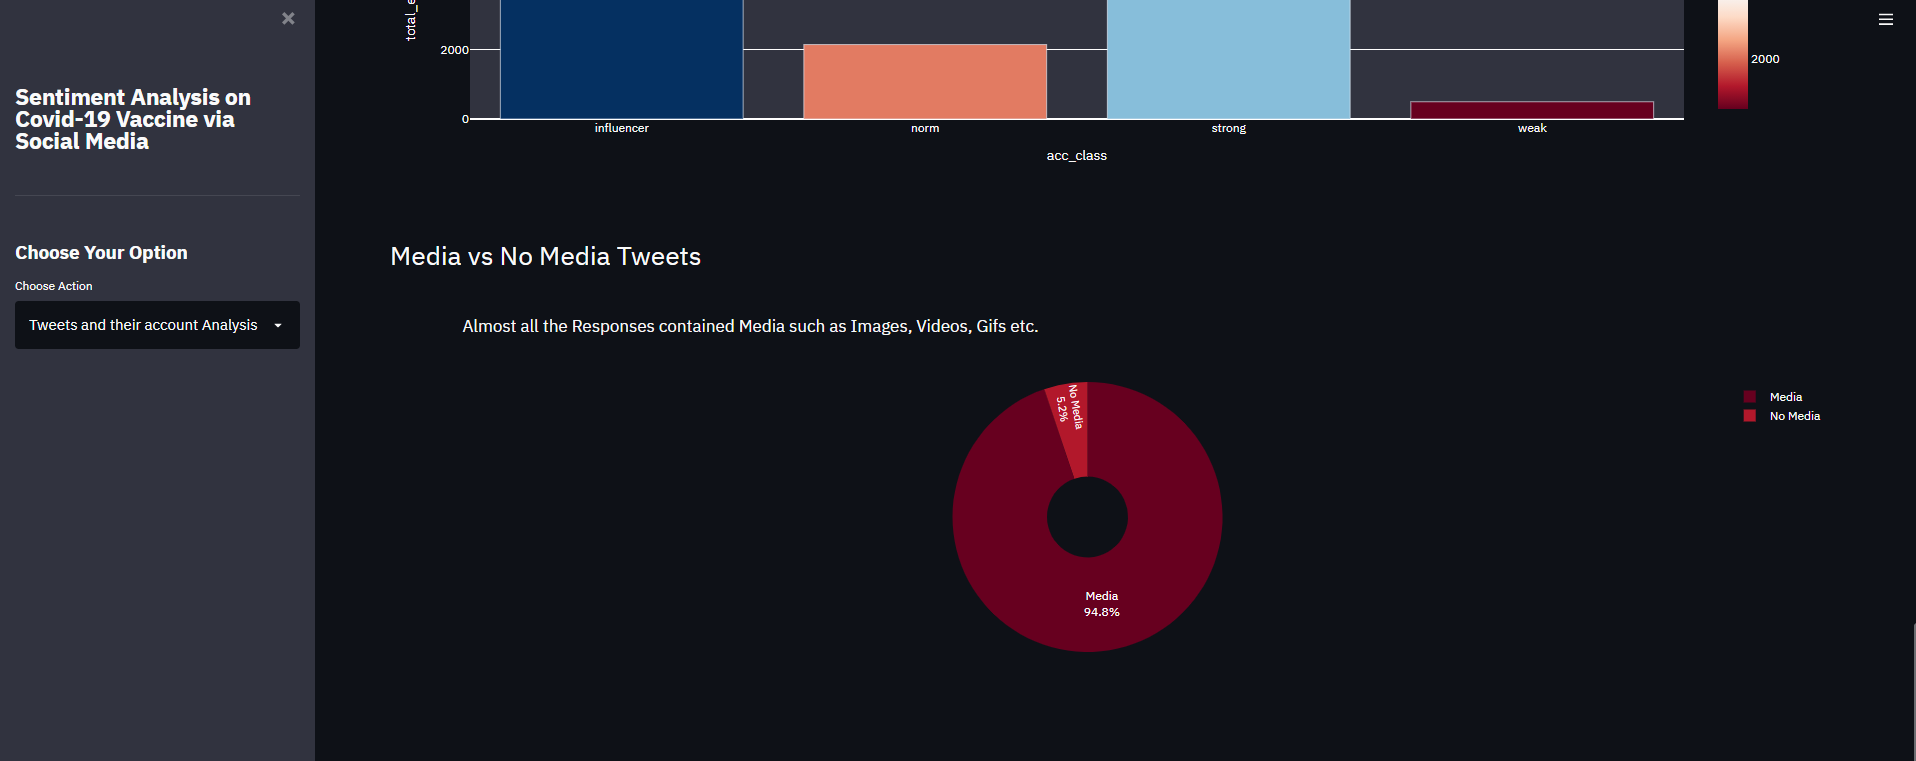 Sentiment Analysis on
Covid-19 Vaccine via
Social Media
Choose Your Option
Choose Action
Tweets and their account Analysis
2000
0
influencer
norm
strong
weak
acc_class
2000
Media vs No Media Tweets
Almost all the Responses contained Media such as Images, Videos, Gifs etc.
No Media
5.2%
Media
94.8%
Media
No Media